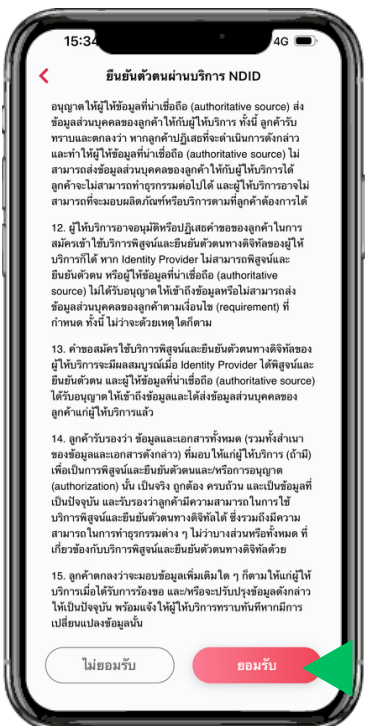 15:34
4G
ยืนยันตัวตนผ่านบริการ NDID
อนุญาตให้ผู้ให้ข้อมูลที่น่าเชื่อถือ (authoritative source) ส่ง
ข้อมูลส่วนบุคคลของลูกค้าให้กับผู้ให้บริการ ทั้งนี้ ลูกค้ารับ
ทราบและตกลงว่า หากลูกค้าปฏิเสธที่จะดำเนินการดังกล่าว
และทำให้ผู้ให้ข้อมูลที่น่าเชื่อถือ (authoritative source) ไม่
สามารถส่งข้อมูลส่วนบุคคลของลูกค้าให้กับผู้ให้บริการได้
ลูกค้าจะไม่สามารถทำธุรกรรมต่อไปได้ และผู้ให้บริการอาจไม่
สามารถที่จะมอบผลิตภัณฑ์หรือบริการตามที่ลูกค้าต้องการได้
12. ผู้ให้บริการอาจอนุมัติหรือปฏิเสธคำขอของลูกค้าในการ
สมัครเข้าใช้บริการพิสูจน์และยืนยันตัวตนทางดิจิทัลของผู้ให้
บริการก็ได้ หาก Identity Provider ไม่สามารถพิสูจน์และ
ยืนยันตัวตน หรือผู้ให้ข้อมูลที่น่าเชื่อถือ (authoritative
source) ไม่ได้รับอนุญาตให้เข้าถึงข้อมูลหรือไม่สามารถส่ง
ข้อมูลส่วนบุคคลของลูกค้าตามเงื่อนไข (requirement) ที่
กำหนด ทั้งนี้ ไม่ว่าจะด้วยเหตุใดก็ตาม
13. คำขอสมัครใช้บริการพิสูจน์และยืนยันตัวตนทางดิจิทัลของ
ผู้ให้บริการจะมีผลสมบูรณ์เมื่อ Identity Provider ได้พิสูจน์และ
ยืนยันตัวตน และผู้ให้ข้อมูลที่น่าเชื่อถือ (authoritative source)
ได้รับอนุญาตให้เข้าถึงข้อมูลและได้ส่งข้อมูลส่วนบุคคลของ
ลูกค้าแก่ผู้ให้บริการแล้ว
14. ลูกค้ารับรองว่า ข้อมูลและเอกสารทั้งหมด (รวมทั้งสำเนา
ของข้อมูลและเอกสารดังกล่าว) ที่มอบให้แก่ผู้ให้บริการ (ถ้ามี)
เพื่อเป็นการพิสูจน์และยืนยันตัวตนและ/หรือการอนุญาต
(authorization) นั้น เป็นจริง ถูกต้อง ครบถ้วน และเป็นข้อมูลที่
เป็นปัจจุบัน และรับรองว่าลูกค้ามีความสามารถในการใช้
บริการพิสูจน์และยืนยันตัวตนทางดิจิทัลได้ ซึ่งรวมถึงมีความ
สามารถในการทำธุรกรรมต่าง ๆ ไม่ว่าบางส่วนหรือทั้งหมด ที่
เกี่ยวข้องกับบริการพิสูจน์และยืนยันตัวตนทางดิจิทัลด้วย
15. ลูกค้าตกลงว่าจะมอบข้อมูลเพิ่มเติมใด ๆ ก็ตามให้แก่ผู้ให้
บริการเมื่อได้รับการร้องขอ และ/หรือจะปรับปรุงข้อมูลดังกล่าว
ให้เป็นปัจจุบัน พร้อมแจ้งให้ผู้ให้บริการทราบทันทีหากมีการ
เปลี่ยนแปลงข้อมูลนั้น
ไม่ยอมรับ
ยอมรับ